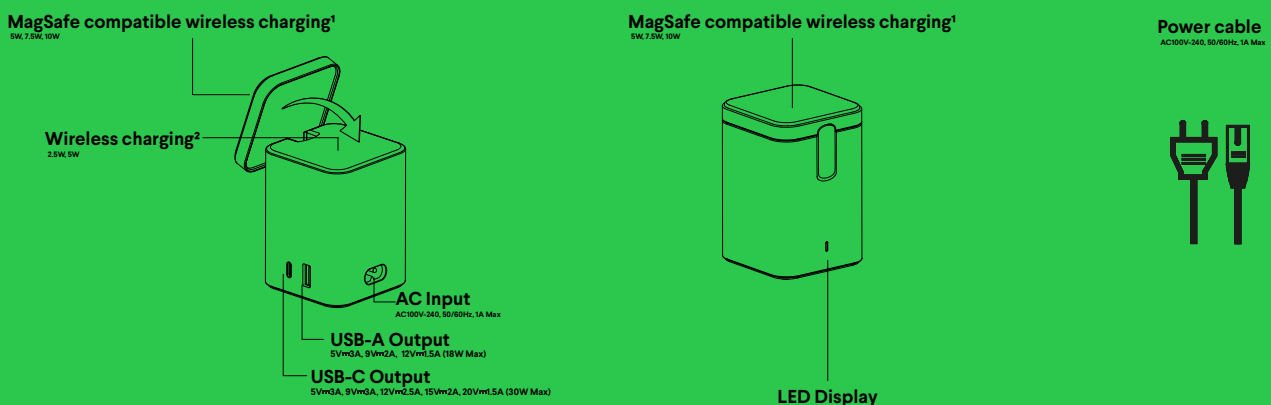 MagSafe compatible wireless charging¹
5W, 7.5W, 10W
Wireless charging²
2.5W, 5W
AC Input
AC100V-240, 50/60Hz, 1A Max
USB-A Output
5V⎓3A, 9V⎓2A, 12V⎓1.5A (18W Max)
USB-C Output
5V⎓3A, 9V⎓3A, 12V⎓2.5A, 15V⎓2A, 20V⎓1.5A (30W Max)
MagSafe compatible wireless charging¹
5W, 7.5W, 10W
LED Display
Power cable
AC100V-240, 50/60Hz, 1A Max